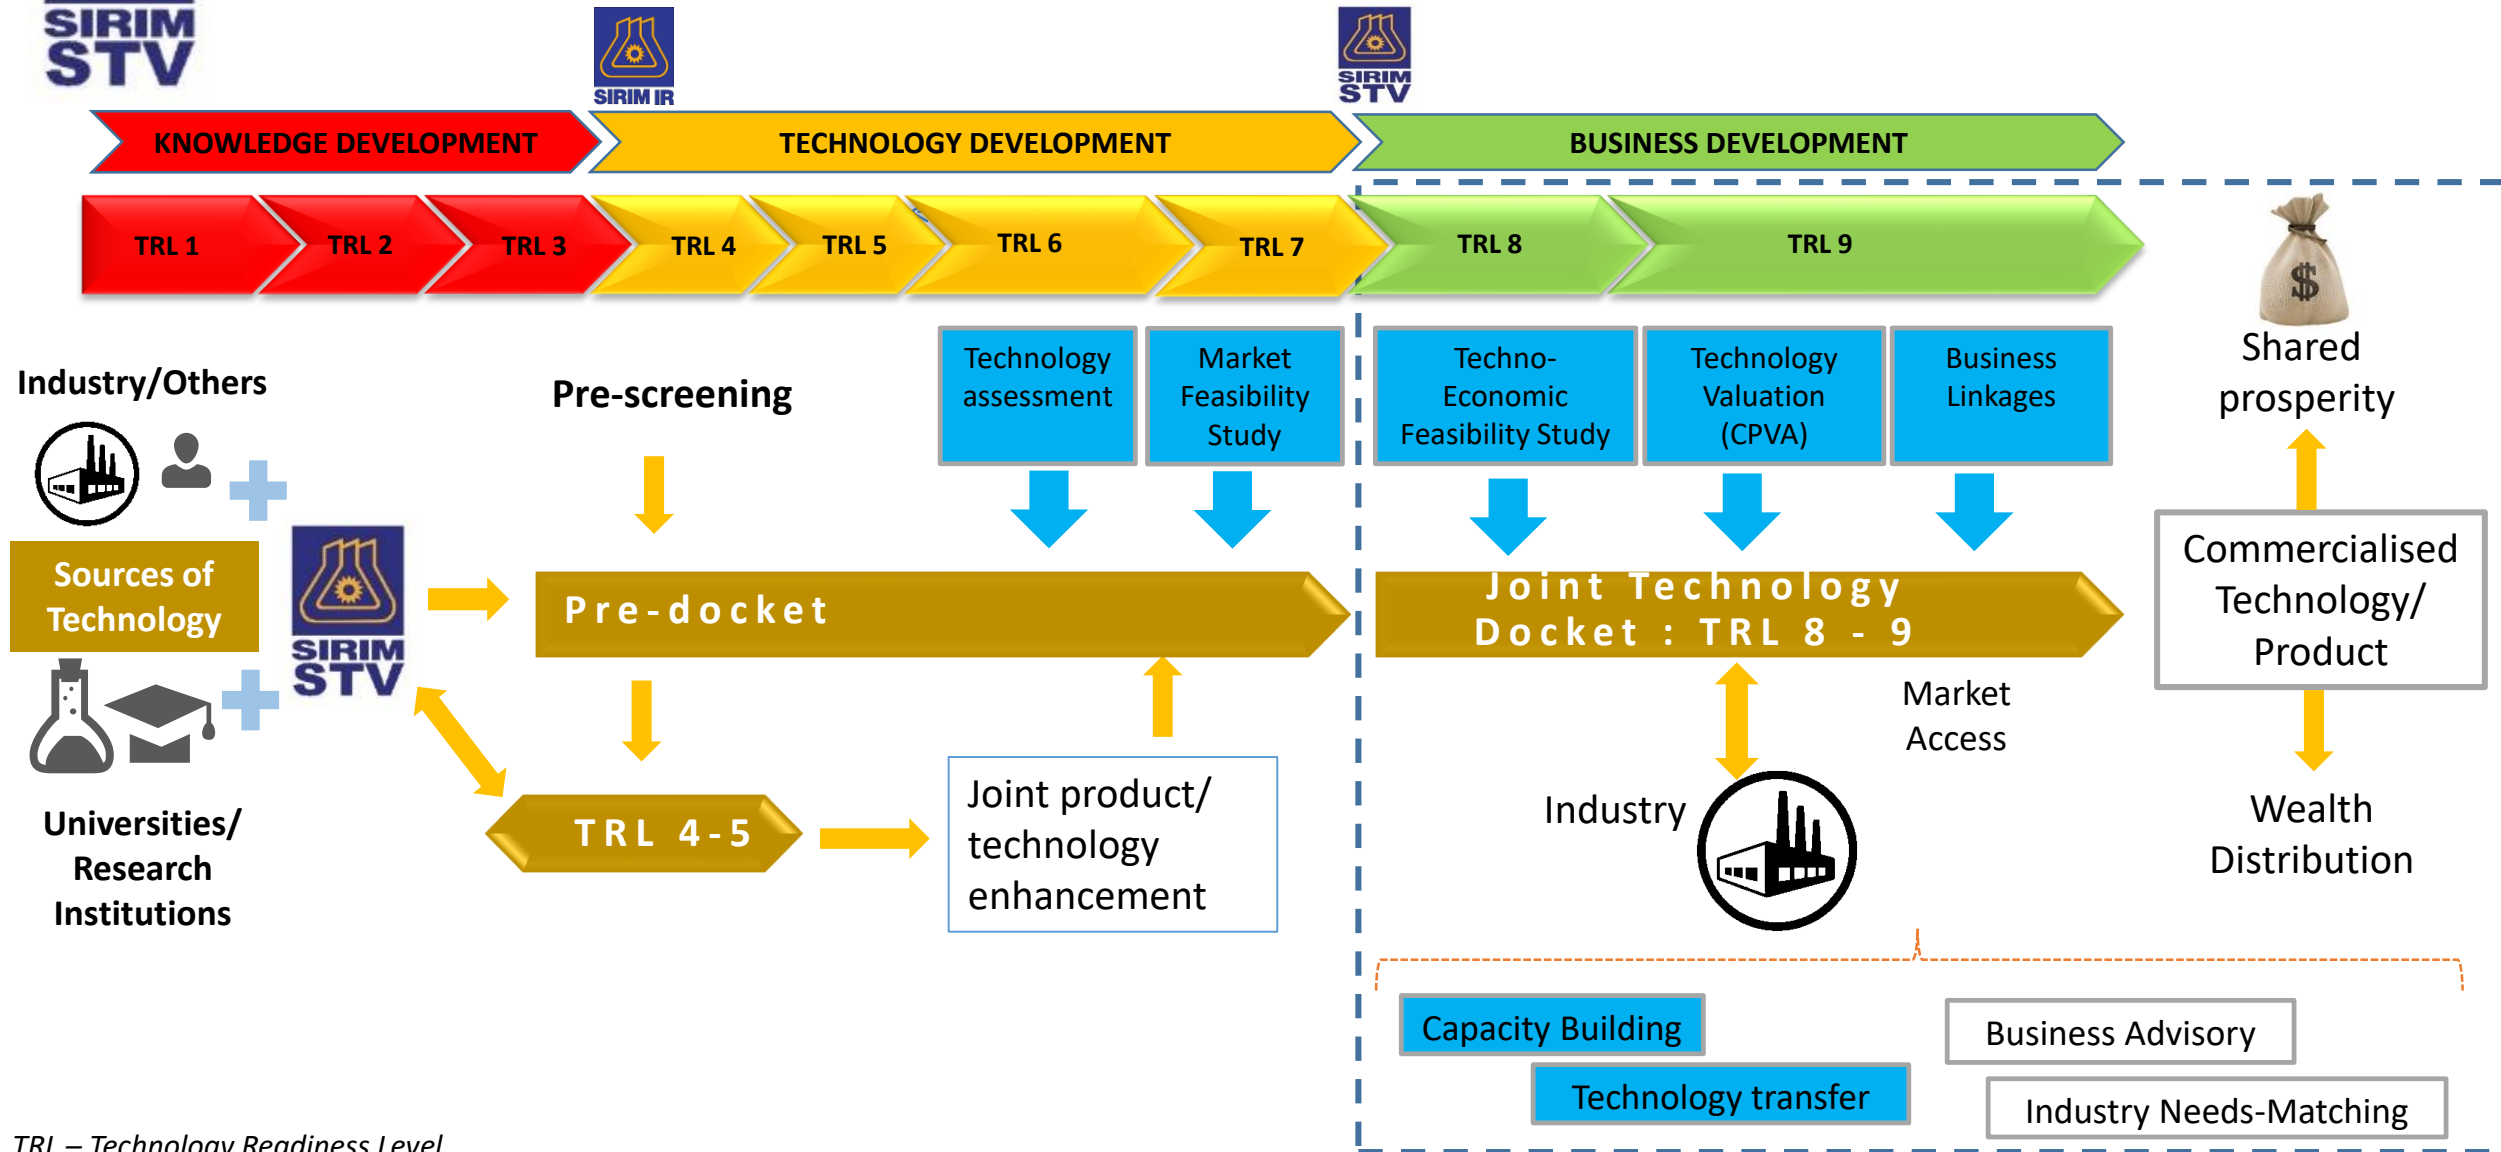 SIRIM
STV
SIRIM IR
SIRIM
STV
KNOWLEDGE DEVELOPMENT
TECHNOLOGY DEVELOPMENT
BUSINESS DEVELOPMENT
TRL 1
TRL 2
TRL 3
TRL 4
TRL 5
TRL 6
TRL 7
TRL 8
TRL 9
$
Industry/Others
Sources of
Technology
Universities/
Research
Institutions
SIRIM
STV
Pre-screening
Technology
assessment
Market
Feasibility
Study
Techno-
Economic
Feasibility Study
Technology
Valuation
(CPVA)
Business
Linkages
Shared
prosperity
Pre-docket
Joint Technology
Docket : TRL 8 - 9
Commercialised
Technology/
Product
TRL 4-5
Joint product/
technology
enhancement
Market
Access
Industry
Wealth
Distribution
Capacity Building
Technology transfer
Business Advisory
Industry Needs-Matching
TRL – Technology Readiness Level